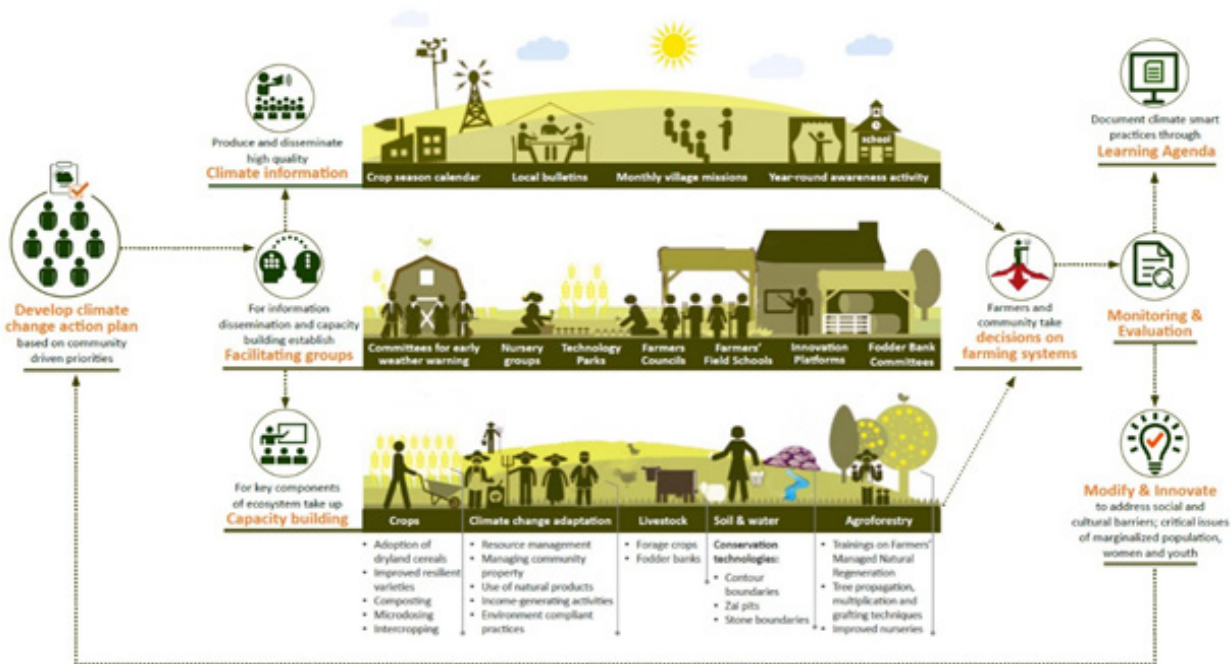 Develop climate
change action plan
based on community
driven priorities
Produce and disseminate
high quality
Climate information
For information
dissemination and capacity
building establish
Facilitating groups
For key components
of ecosystem take up
Capacity building
school
Crop season calendar
Local bulletins
Monthly village missions
Year-round awareness activity
Committees for early
weather warning
Nursery
groups
Technology
Parks
Farmers
Councils
Farmers'
Field Schools
Innovation
Platforms
Fodder Bank
Committees
Crops
• Adoption of
dryland cereals
• Improved resilient
varieties
• Composting
• Microdosing
• Intercropping
Climate change adaptation
• Resource management
• Managing community
property
• Use of natural products
• Income-generating activities
• Environment compliant
practices
Livestock
• Forage crops
• Fodder banks
Soil & water
Conservation
technologies:
• Contour
boundaries
• Zaï pits
• Stone boundaries
Agroforestry
• Trainings on Farmers'
Managed Natural
Regeneration
• Tree propagation,
multiplication and
grafting techniques
• Improved nurseries
Farmers and
community take
decisions on
farming systems
Document climate smart
practices through
Learning Agenda
Monitoring &
Evaluation
Modify & Innovate
to address social and
cultural barriers; critical issues
of marginalized population,
women and youth